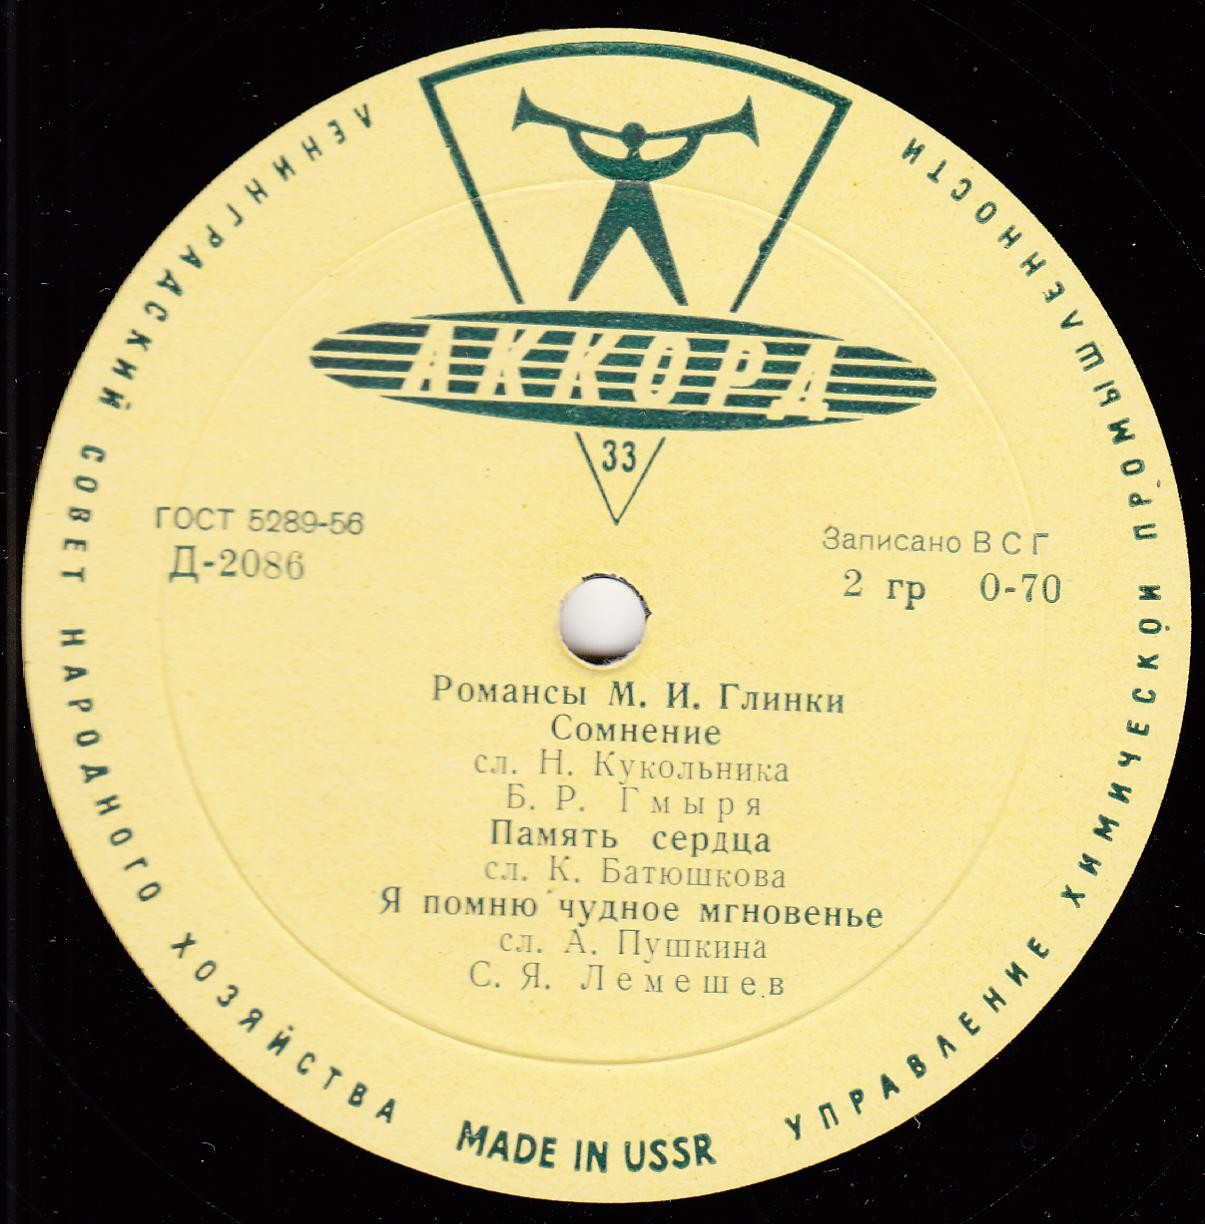 ЛЕНИНГРАДСКИЙ СОВЕТ НАРОДНОГО ХОЗЯЙСТВА
УПРАВЛЕНИЕ ХИМИЧЕСКОЙ ПРОМЫШЛЕННОСТИ
АККОРД
33
ГОСТ 5289-56
Д-2086
Записано ВСГ
2 гр 0-70
Романсы М. И. Глинки
Сомнение
сл. Н. Кукольника
Б. Р. Гмыря
Память сердца
сл. К. Батюшкова
Я помню чудное мгновенье
сл. А. Пушкина
С. Я. Лемешев
MADE IN USSR